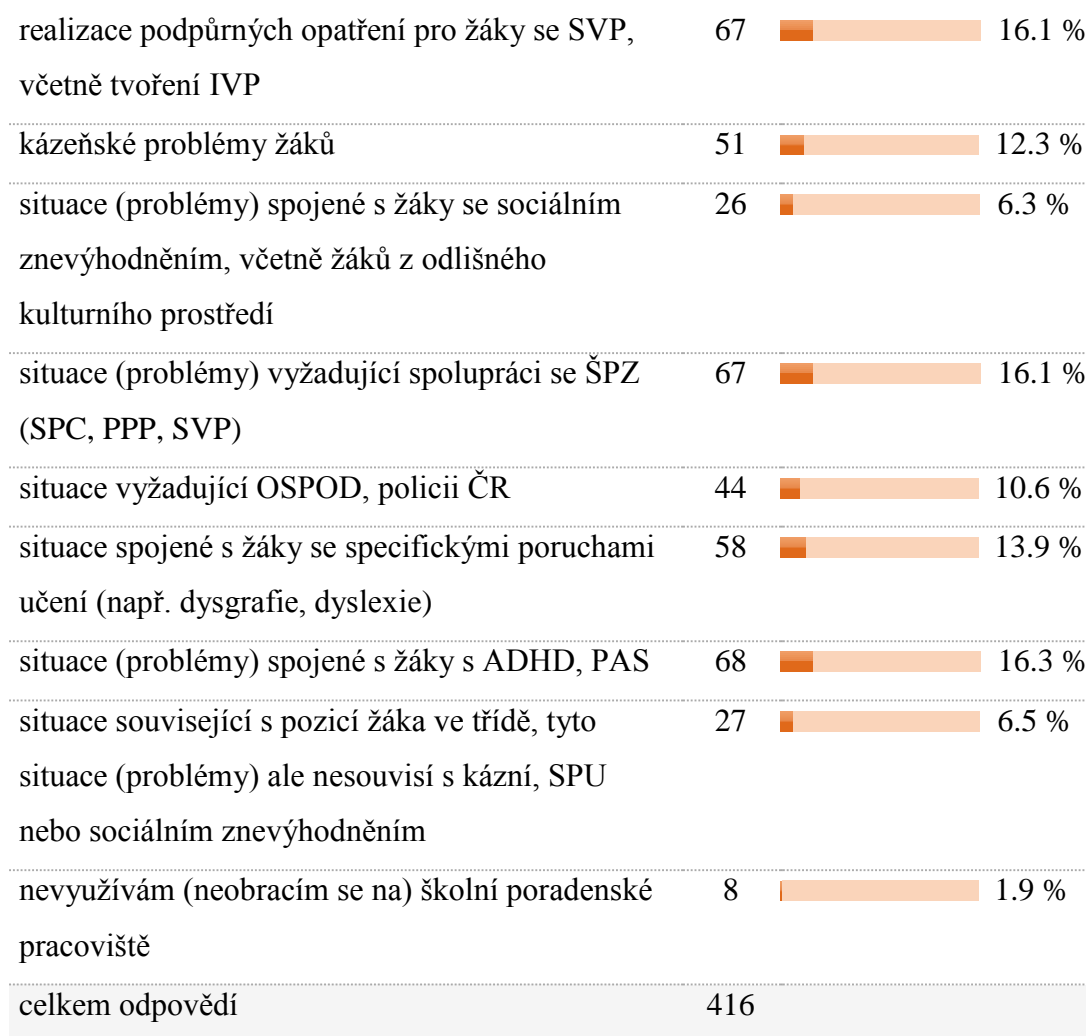 realizace podpůrných opatření pro žáky se SVP, 67 16.1 %
včetně tvoření IVP
kázeňské problémy žáků 51 12.3 %
situace (problémy) spojené s žáky se sociálním 26 6.3 %
znevýhodněním, včetně žáků z odlišného
kulturního prostředí
situace (problémy) vyžadující spolupráci se ŠPZ 67 16.1 %
(SPC, PPP, SVP)
situace vyžadující OSPOD, policii ČR 44 10.6 %
situace spojené s žáky se specifickými poruchami 58 13.9 %
učení (např. dysgrafie, dyslexie)
situace (problémy) spojené s žáky s ADHD, PAS 68 16.3 %
situace související s pozicí žáka ve třídě, tyto 27 6.5 %
situace (problémy) ale nesouvisí s kázní, SPU
nebo sociálním znevýhodněním
nevyužívám (neobracím se na) školní poradenské 8 1.9 %
pracoviště
celkem odpovědí 416